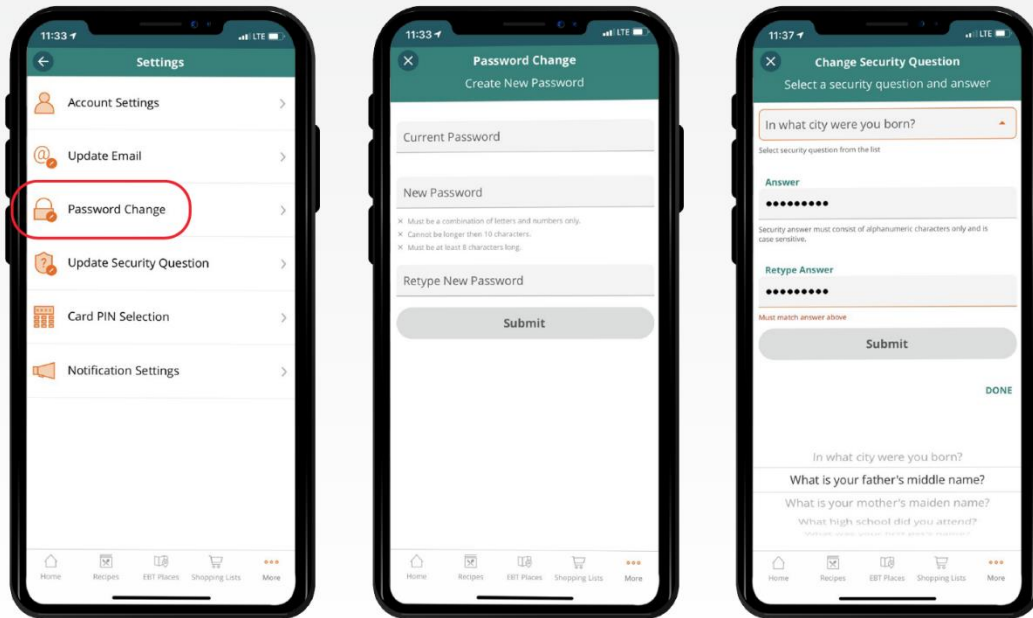 11:33
LTE
Settings
Account Settings
Update Email
Password Change
Update Security Question
Card PIN Selection
Notification Settings
Home
Recipes
EBT Places
Shopping Lists
More
11:33
LTE
Password Change
Create New Password
Current Password
New Password
× Must be a combination of letters and numbers only.
× Cannot be longer then 10 characters.
× Must be at least 8 characters long.
Retype New Password
Submit
Home
Recipes
EBT Places
Shopping Lists
More
11:37
LTE
Change Security Question
Select a security question and answer
In what city were you born?
Select security question from the list
Answer
•••••••••
Security answer must consist of alphanumeric characters only and is
case sensitive.
Retype Answer
•••••••••
Must match answer above
Submit
DONE
In what city were you born?
What is your father's middle name?
What is your mother's maiden name?
What high school did you attend?
Home
Recipes
EBT Places
Shopping Lists
More